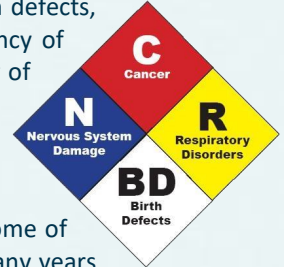 defects,
ncy of
of
C
Cancer
N
Nervous System
Damage
R
Respiratory
Disorders
BD
Birth
Defects
ome of
any years